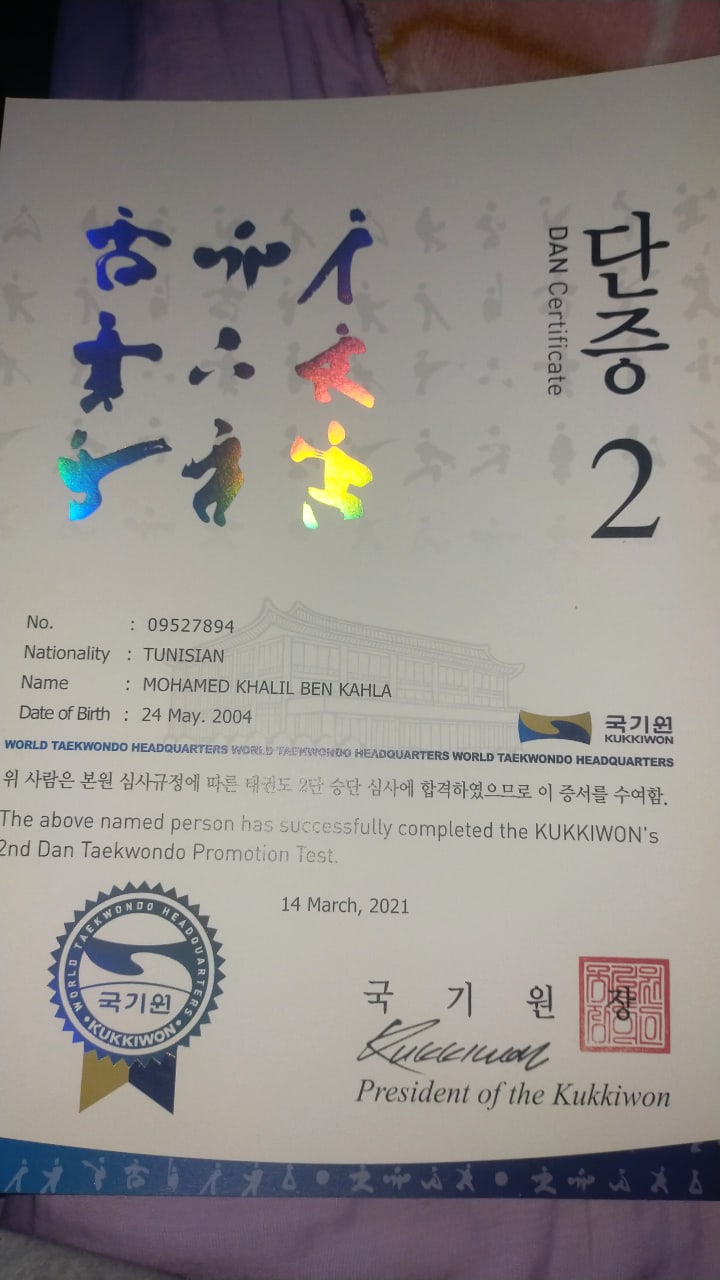 단증
DAN Certificate
2
No. : 09527894
Nationality : TUNISIAN
Name : MOHAMED KHALIL BEN KAHLA
Date of Birth : 24 May. 2004
국기원
KUKKIWON
WORLD TAEKWONDO HEADQUARTERS WORLD TAEKWONDO HEADQUARTERS WORLD TAEKWONDO HEADQUARTERS
위 사람은 본원 심사규정에 따른 태권도 2단 승단 심사에 합격하였으므로 이 증서를 수여함.
The above named person has successfully completed the KUKKIWON's
2nd Dan Taekwondo Promotion Test.
14 March, 2021
WORLD TAEKWONDO HEADQUARTERS
국기원
•KUKKIWON•
국 기 원 장
Kukkiwon
President of the Kukkiwon